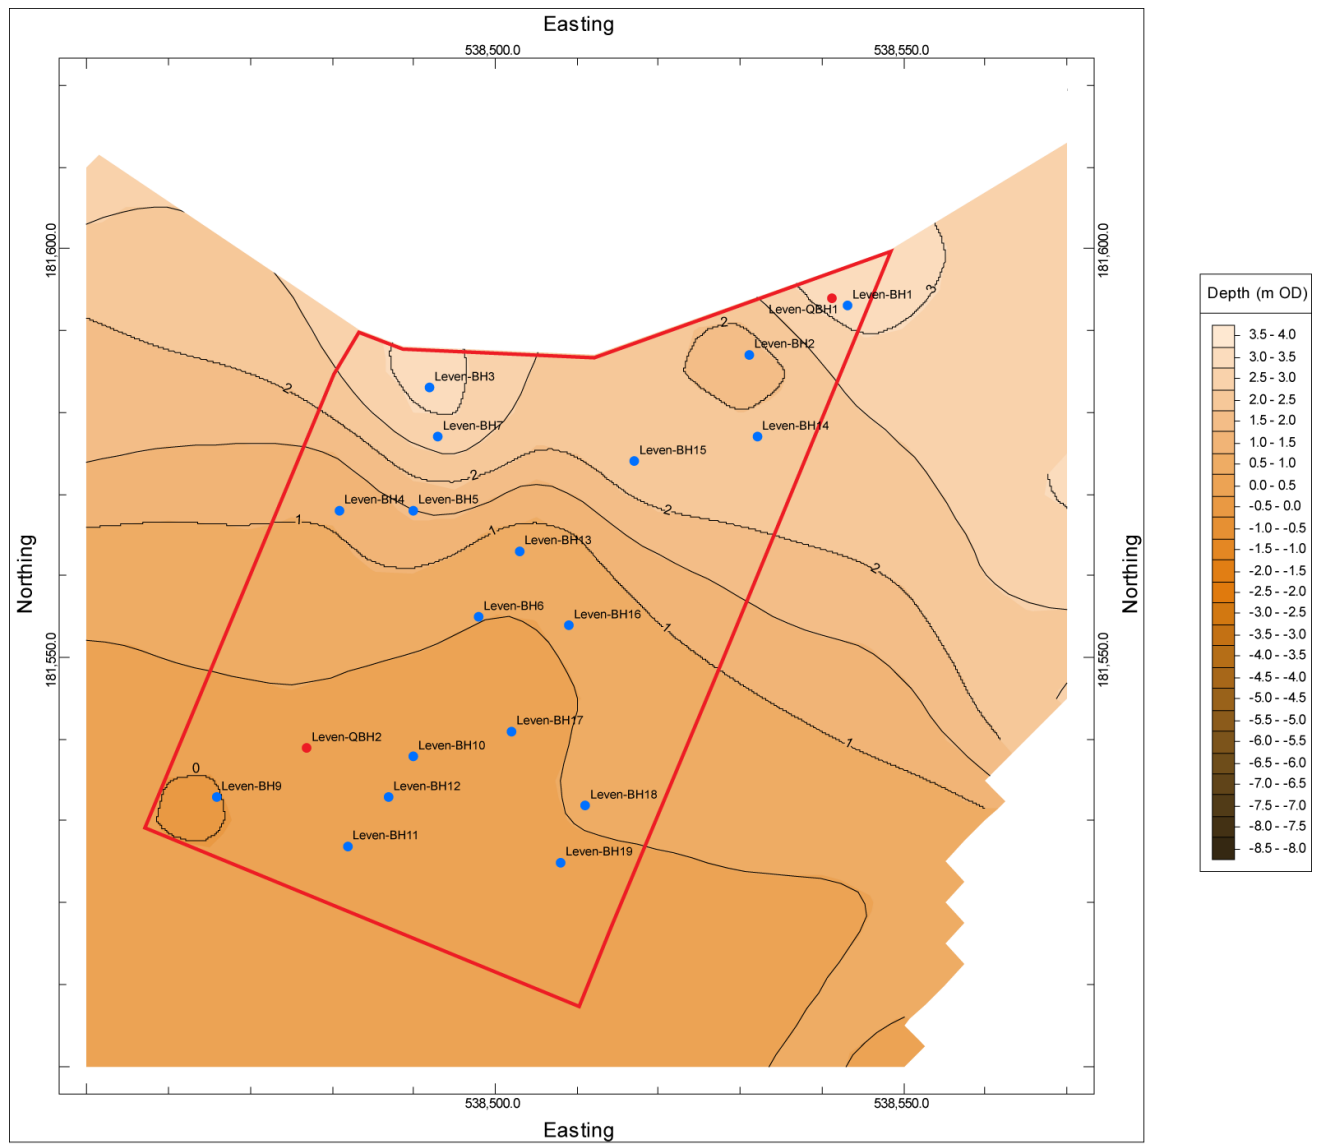 Easting
538,500.0
538,550.0
Depth (m OD)
3.5 - 4.0
3.0 - 3.5
2.5 - 3.0
2.0 - 2.5
1.5 - 2.0
1.0 - 1.5
0.5 - 1.0
0.0 - 0.5
-0.5 - 0.0
-1.0 - -0.5
-1.5 - -1.0
-2.0 - -1.5
-2.5 - -2.0
-3.0 - -2.5
-3.5 - -3.0
-4.0 - -3.5
-4.5 - -4.0
-5.0 - -4.5
-5.5 - -5.0
-6.0 - -5.5
-6.5 - -6.0
-7.0 - -6.5
-7.5 - -7.0
-8.0 - -7.5
-8.5 - -8.0
181,600.0
181,600.0
3
Leven-BH1
Leven-QBH1
2
Leven-BH2
Leven-BH3
2
Leven-BH7
Leven-BH14
Leven-BH15
2
Leven-BH4
Leven-BH5
2
1
1
Leven-BH13
2
Northing
Northing
Leven-BH6
Leven-BH16
1
181,550.0
181,550.0
Leven-BH17
Leven-QBH2
Leven-BH10
1
0
Leven-BH9
Leven-BH12
Leven-BH18
Leven-BH11
Leven-BH19
538,500.0
538,550.0
Easting